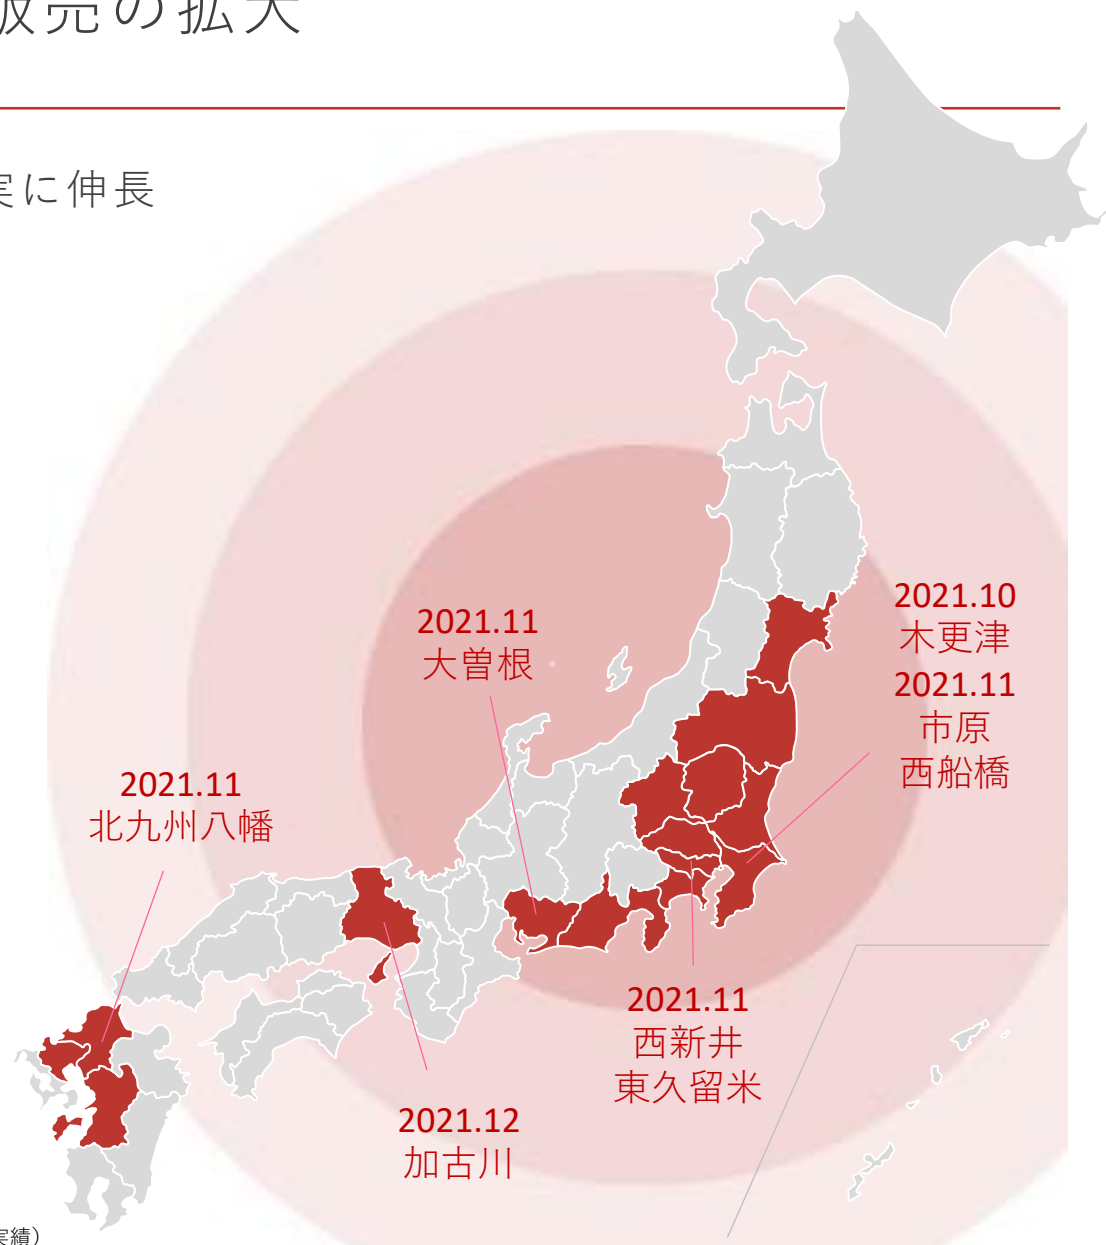 販売の拡大
実に伸長
2021.10
木更津
2021.11
市原
西船橋
2021.11
大曽根
2021.11
北九州八幡
2021.11
西新井
東久留米
2021.12
加古川
実績）